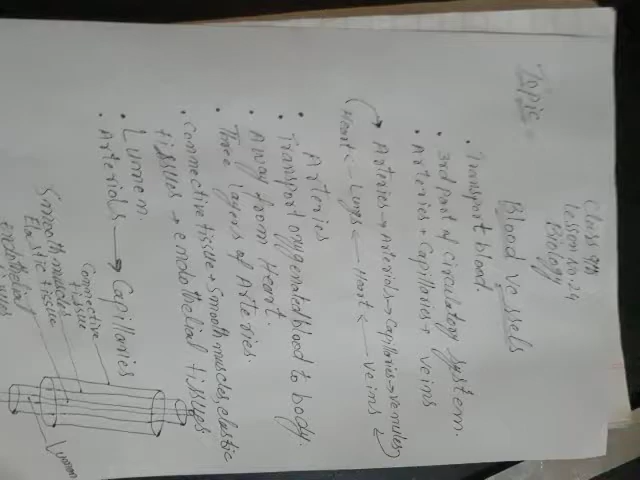 Class 9th
Lesson no. 24
Biology
Topic:
Blood vessels
• Transport blood.
• 3rd part of circulatory system.
• Arteries + Capillaries + veins
(→ Arteries → Arteriols → Capillaries → venules
Heart ← Lungs ← Heart ← Veins
Arteries
• Transport oxygenated blood to body.
• Away from Heart.
• Three layers of Arteries.
• Connective tissue + Smooth muscles, elastic
tissues → endothelial tissues
• Lumen.
• Arteriols → Capillaries
Connective
tissue
Smooth muscles
Elastic tissue
endothelial
Lumen